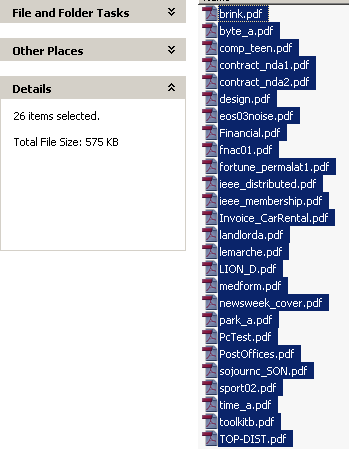 File and Folder Tasks
Other Places
Details
26 items selected.
Total File Size: 575 KB
brink.pdf
byte_a.pdf
comp_teen.pdf
contract_nda1.pdf
contract_nda2.pdf
design.pdf
eos03noise.pdf
Financial.pdf
fnac01.pdf
fortune_permalat1.pdf
ieee_distributed.pdf
ieee_membership.pdf
Invoice_CarRental.pdf
landlorda.pdf
lemarche.pdf
LION_D.pdf
medform.pdf
newsweek_cover.pdf
park_a.pdf
PcTest.pdf
PostOffices.pdf
sojournc_SON.pdf
sport02.pdf
time_a.pdf
toolkitb.pdf
TOP-DIST.pdf